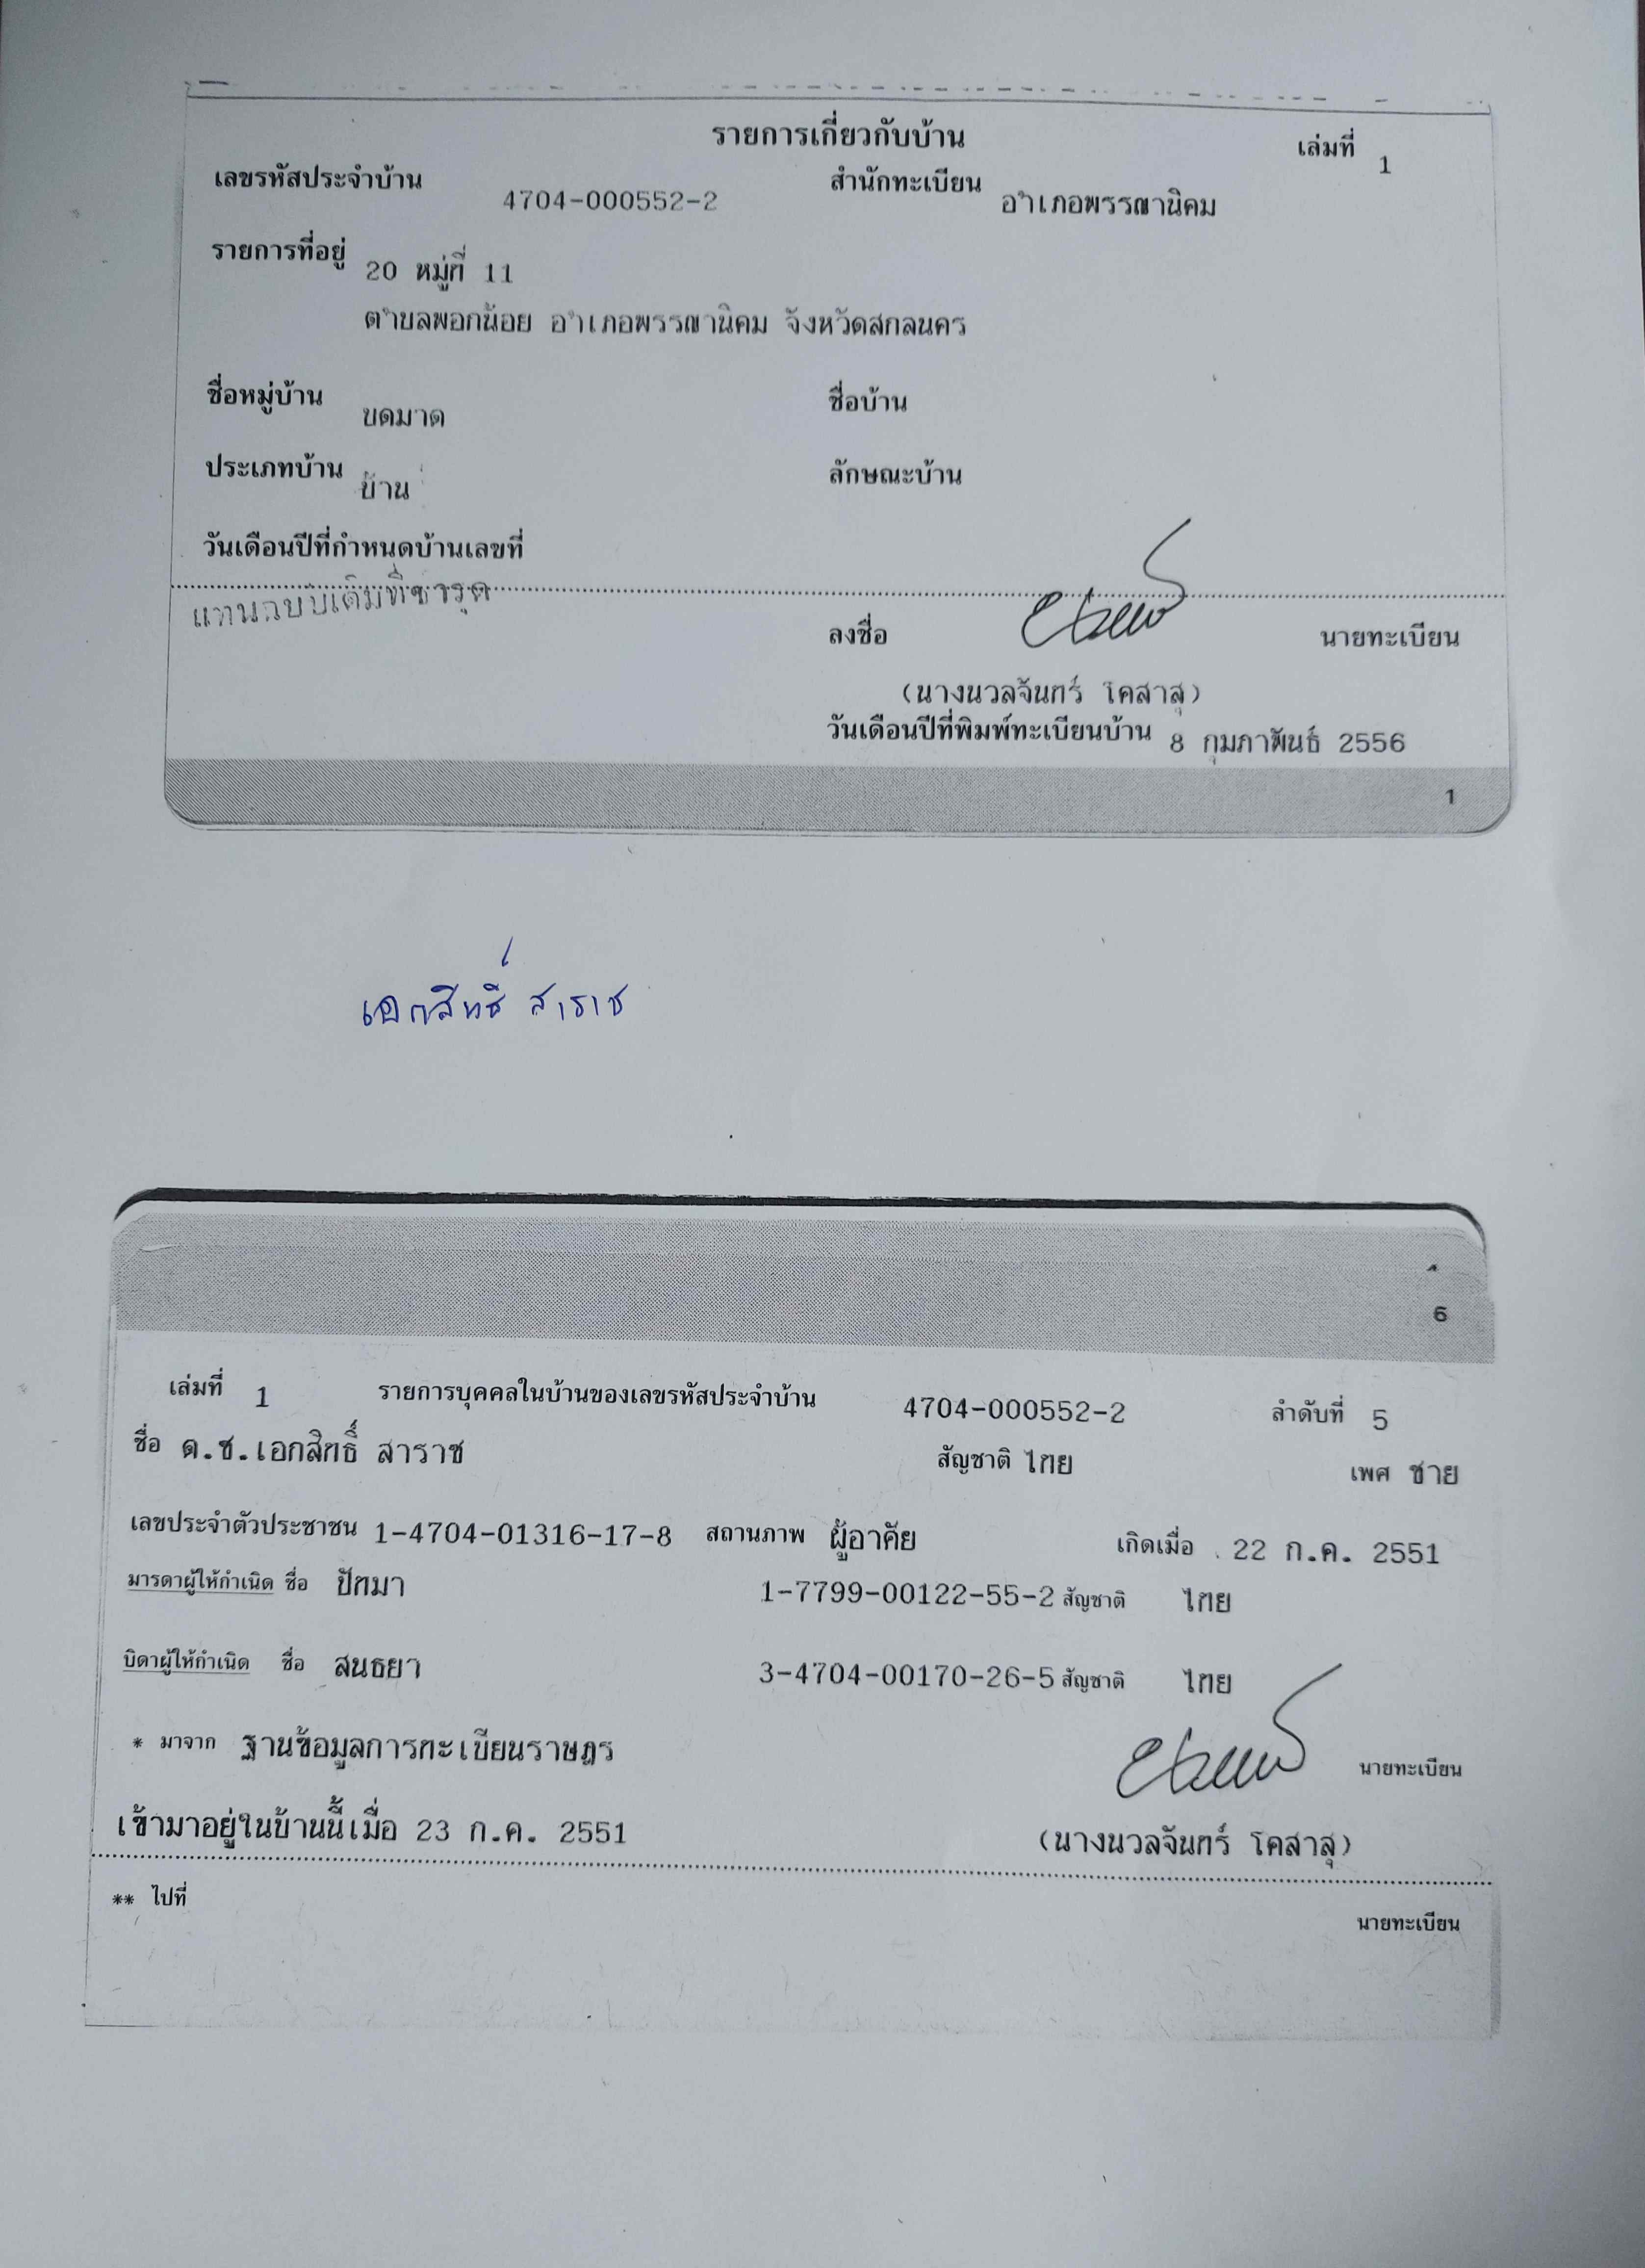 รายการเกี่ยวกับบ้าน เล่มที่ 1
เลขรหัสประจำบ้าน 4704-000552-2 สำนักทะเบียน อำเภอพรรณานิคม
รายการที่อยู่ 20 หมู่ที่ 11
ตำบลพอกน้อย อำเภอพรรณานิคม จังหวัดสกลนคร
ชื่อหมู่บ้าน บดมาด ชื่อบ้าน
ประเภทบ้าน บ้าน ลักษณะบ้าน
วันเดือนปีที่กำหนดบ้านเลขที่
แทนฉบับเดิมที่ชำรุด
ลงชื่อ นายทะเบียน
(นางนวลจันทร์ โคสาสุ)
วันเดือนปีที่พิมพ์ทะเบียนบ้าน 8 กุมภาพันธ์ 2556
1
เอกสิทธิ์ สาราช
6
เล่มที่ 1 รายการบุคคลในบ้านของเลขรหัสประจำบ้าน 4704-000552-2 ลำดับที่ 5
ชื่อ ด.ช.เอกสิทธิ์ สาราช สัญชาติ ไทย เพศ ชาย
เลขประจำตัวประชาชน 1-4704-01316-17-8 สถานภาพ ผู้อาศัย เกิดเมื่อ 22 ก.ค. 2551
มารดาผู้ให้กำเนิด ชื่อ ปัทมา 1-7799-00122-55-2 สัญชาติ ไทย
บิดาผู้ให้กำเนิด ชื่อ สนธยา 3-4704-00170-26-5 สัญชาติ ไทย
* มาจาก ฐานข้อมูลการทะเบียนราษฎร นายทะเบียน
เข้ามาอยู่ในบ้านนี้เมื่อ 23 ก.ค. 2551 (นางนวลจันทร์ โคสาสุ)
** ไปที่
นายทะเบียน